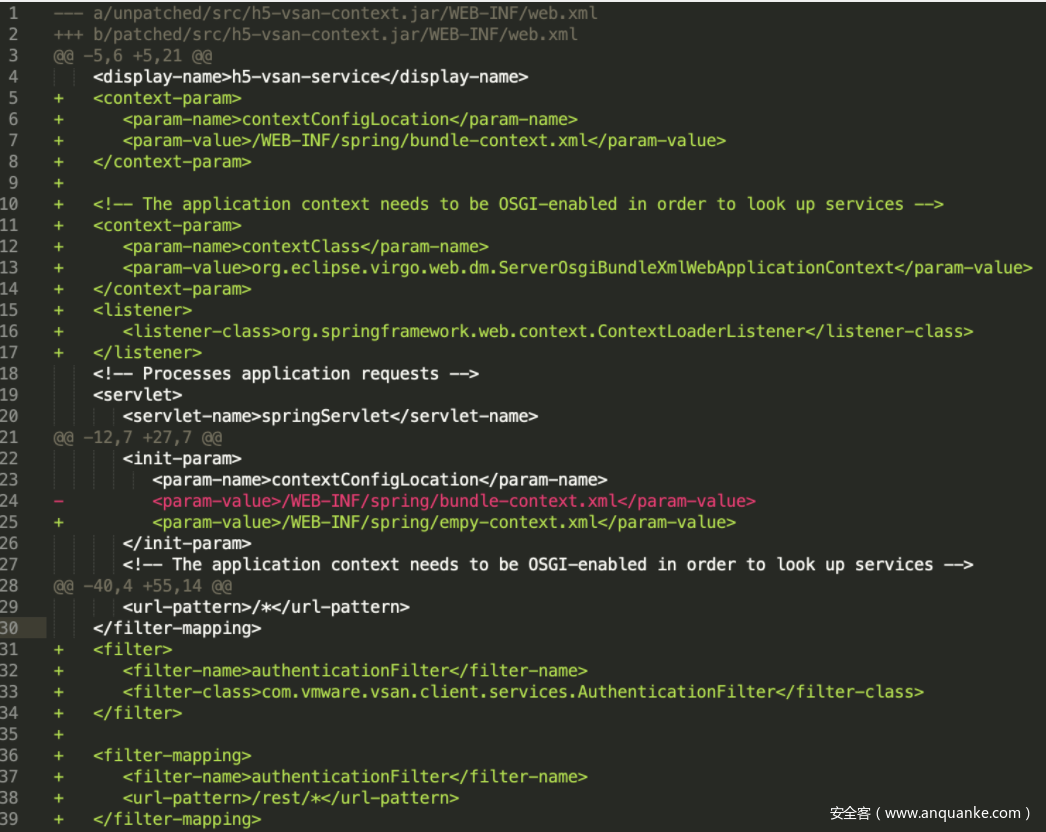 1 --- a/unpatched/src/h5-vsan-context.jar/WEB-INF/web.xml
2 +++ b/patched/src/h5-vsan-context.jar/WEB-INF/web.xml
3 @@ -5,6 +5,21 @@
4 <display-name>h5-vsan-service</display-name>
5 + <context-param>
6 + <param-name>contextConfigLocation</param-name>
7 + <param-value>/WEB-INF/spring/bundle-context.xml</param-value>
8 + </context-param>
9 +
10 + <!-- The application context needs to be OSGI-enabled in order to look up services -->
11 + <context-param>
12 + <param-name>contextClass</param-name>
13 + <param-value>org.eclipse.virgo.web.dm.ServerOsgiBundleXmlWebApplicationContext</param-value>
14 + </context-param>
15 + <listener>
16 + <listener-class>org.springframework.web.context.ContextLoaderListener</listener-class>
17 + </listener>
18 <!-- Processes application requests -->
19 <servlet>
20 <servlet-name>springServlet</servlet-name>
21 @@ -12,7 +27,7 @@
22 <init-param>
23 <param-name>contextConfigLocation</param-name>
24 - <param-value>/WEB-INF/spring/bundle-context.xml</param-value>
25 + <param-value>/WEB-INF/spring/empy-context.xml</param-value>
26 </init-param>
27 <!-- The application context needs to be OSGI-enabled in order to look up services -->
28 @@ -40,4 +55,14 @@
29 <url-pattern>/*</url-pattern>
30 </filter-mapping>
31 + <filter>
32 + <filter-name>authenticationFilter</filter-name>
33 + <filter-class>com.vmware.vsan.client.services.AuthenticationFilter</filter-class>
34 + </filter>
35 +
36 + <filter-mapping>
37 + <filter-name>authenticationFilter</filter-name>
38 + <url-pattern>/rest/*</url-pattern>
39 + </filter-mapping>
安全客（www.anquanke.com）